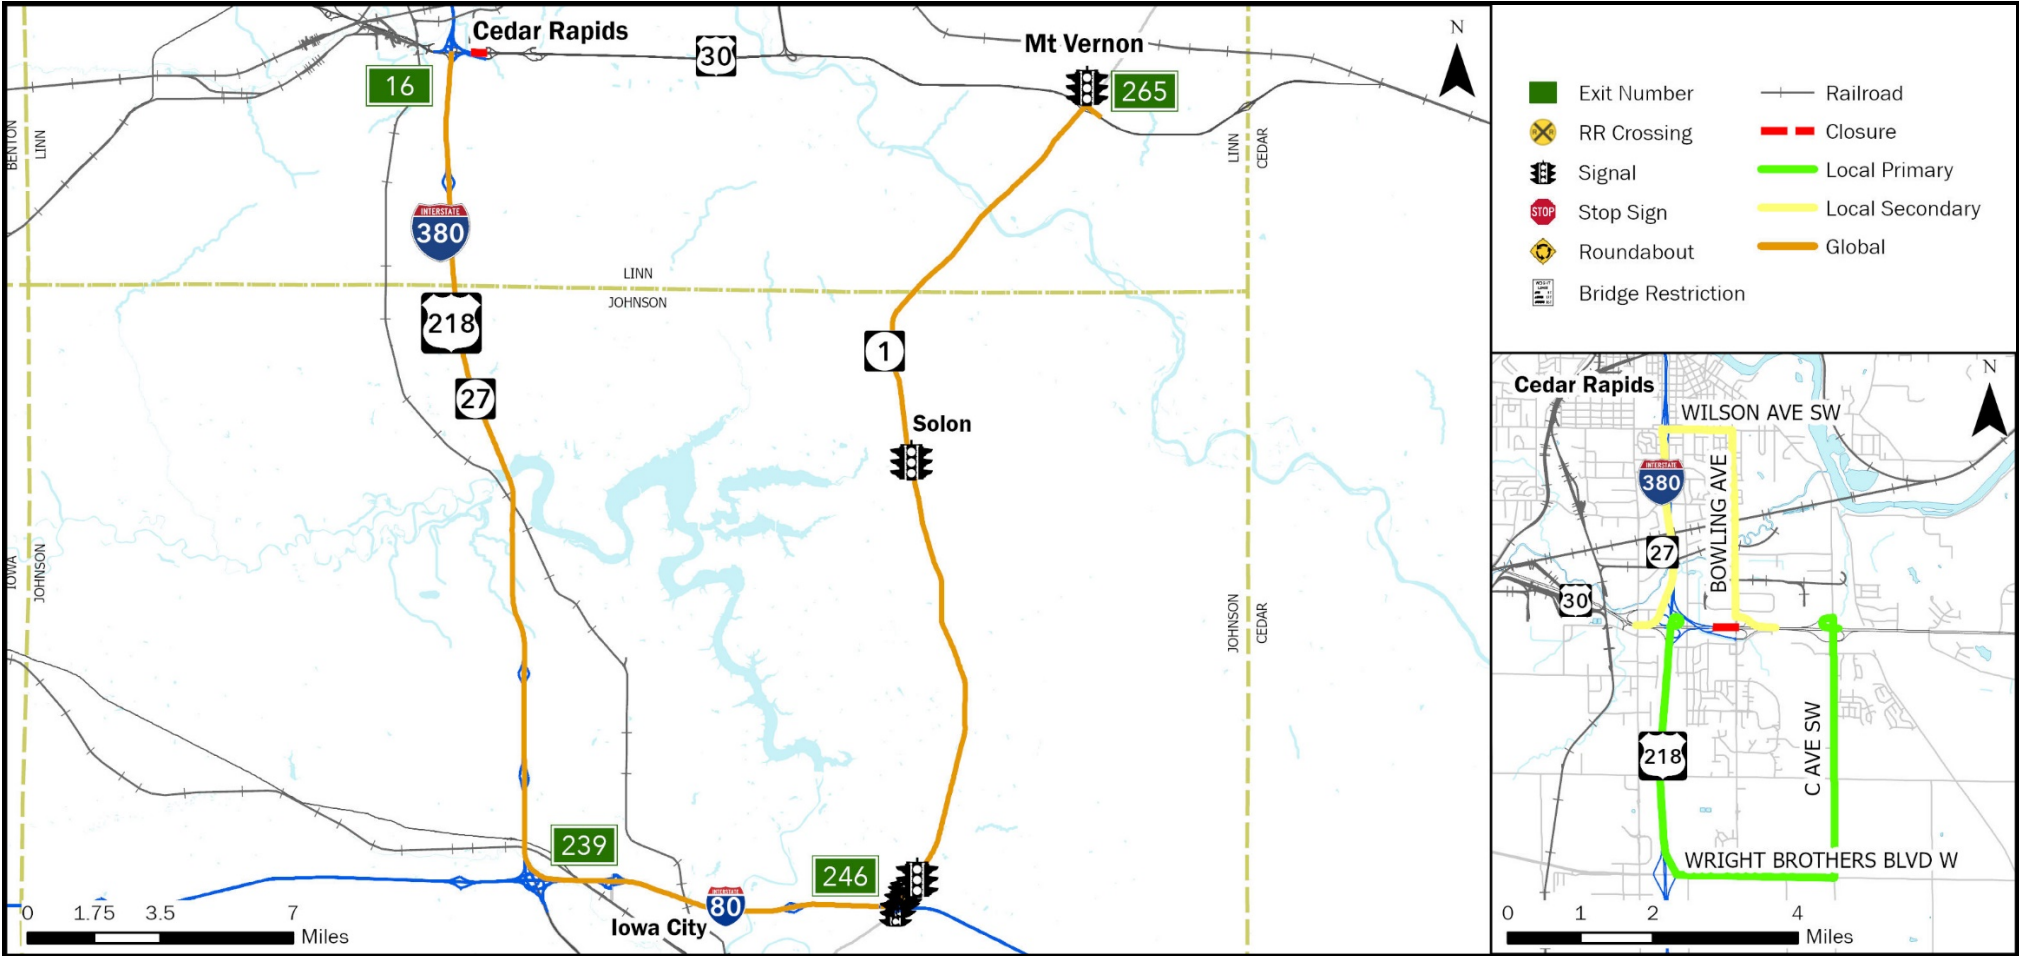 Cedar Rapids
30
Mt Vernon
N
16
265
BENTON
LINN
LINN
CEDAR
INTERSTATE
380
LINN
JOHNSON
218
1
27
Solon
IOWA
JOHNSON
JOHNSON
CEDAR
239
246
80
Iowa City
0 1.75 3.5 7
Miles
Exit Number
RR Crossing
Signal
STOP
Stop Sign
Roundabout
Bridge Restriction
Railroad
Closure
Local Primary
Local Secondary
Global
Cedar Rapids
N
WILSON AVE SW
INTERSTATE
380
BOWLING AVE
27
30
C AVE SW
218
WRIGHT BROTHERS BLVD W
0 1 2 4
Miles